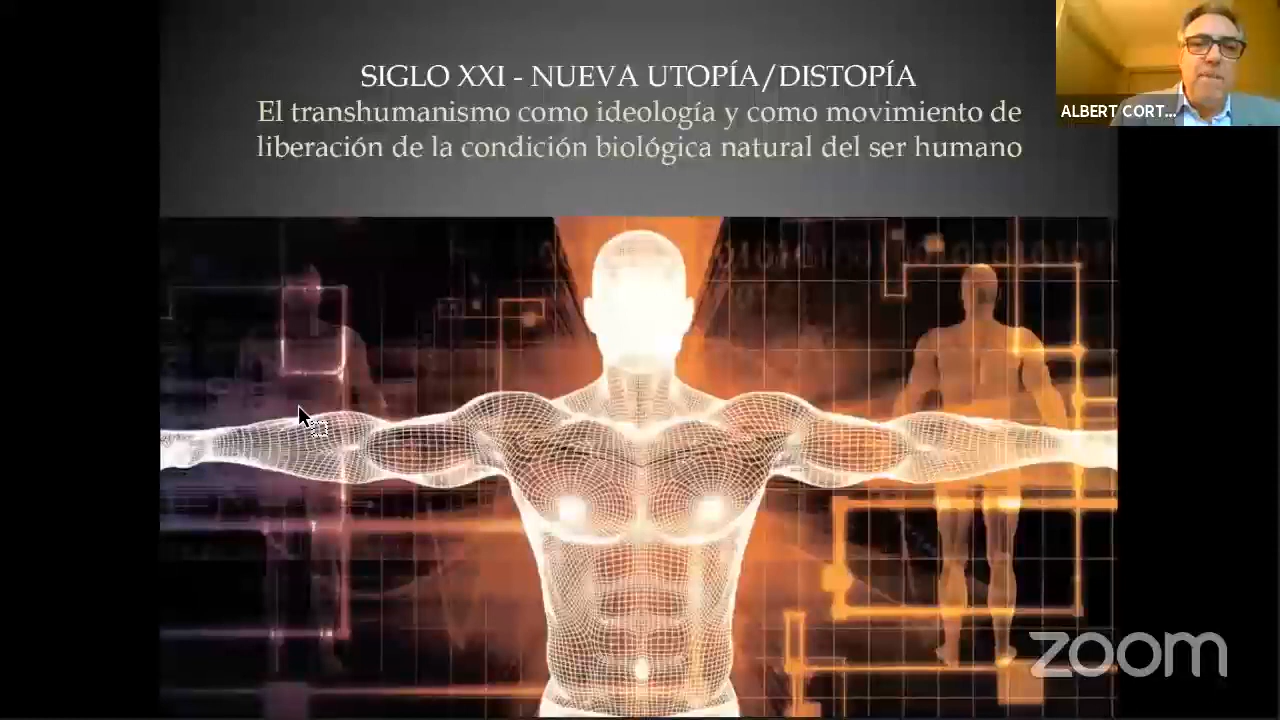 SIGLO XXI - NUEVA UTOPÍA/DISTOPÍA
El transhumanismo como ideología y como movimiento de
liberación de la condición biológica natural del ser humano
ALBERT CORT...
zoom